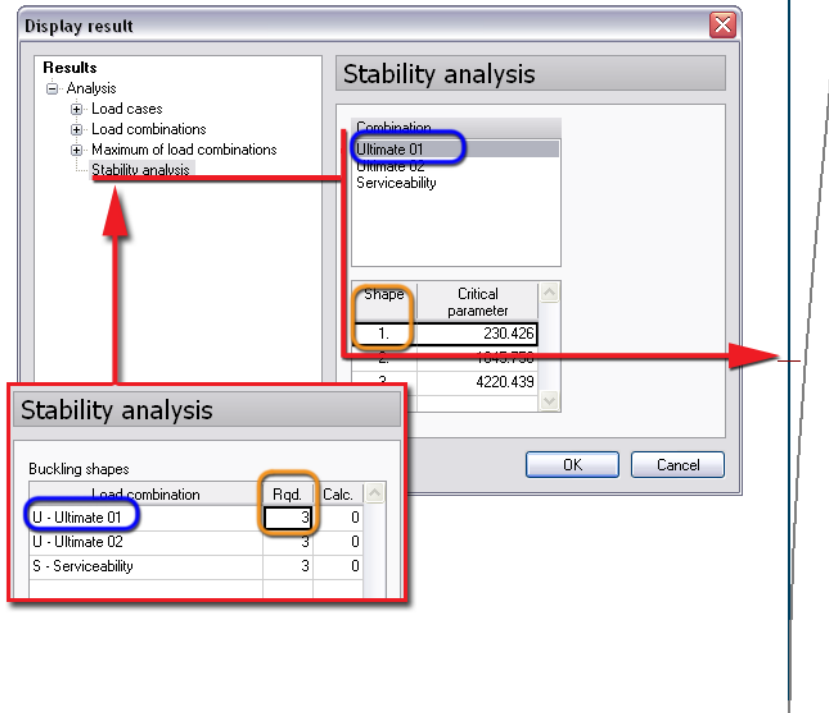 Display result
Results
Analysis
Load cases
Load combinations
Maximum of load combinations
Stability analysis
Stability analysis
Combination
Ultimate 01
Ultimate 02
Serviceability
Shape Critical parameter
1. 230.426
2.
3 4220.439
OK Cancel
Stability analysis
Buckling shapes
Load combination Rqd. Calc.
U - Ultimate 01 3 0
U - Ultimate 02 3 0
S - Serviceability 3 0